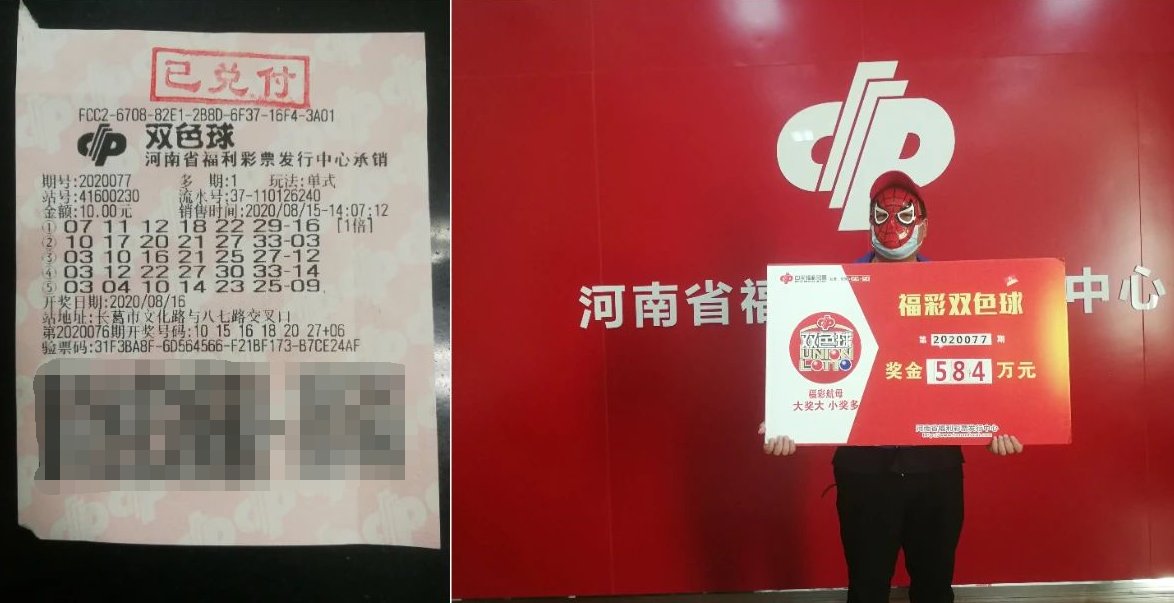 已兑付
FCC2-6708-82E1-2B8D-6F37-16F4-3A01
双色球
河南省福利彩票发行中心承销
期号:2020077 多 期:1 玩法:单式
站号:41600230 流水号:37-110126240
金额:10.00元 销售时间:2020/08/15-14:07:12
① 07 11 12 18 22 29-16 [1倍]
② 10 17 20 21 27 33-03
③ 03 10 16 21 25 27-12
④ 03 12 22 27 30 33-14
⑤ 03 04 10 14 23 25-09
开奖日期:2020/08/16
站地址:长葛市文化路与八七路交叉口
第2020076期开奖号码:10 15 16 18 20 27+06
验票码:31F3BA8F-6D564566-F21BF173-B7CE24AF
河南省福 中心
中国福利彩票
福彩双色球
第 2020077 期
奖金 584 万元
双色球
UNION
LOTTO
福彩航母
大奖大 小奖多
河南省福利彩票发行中心